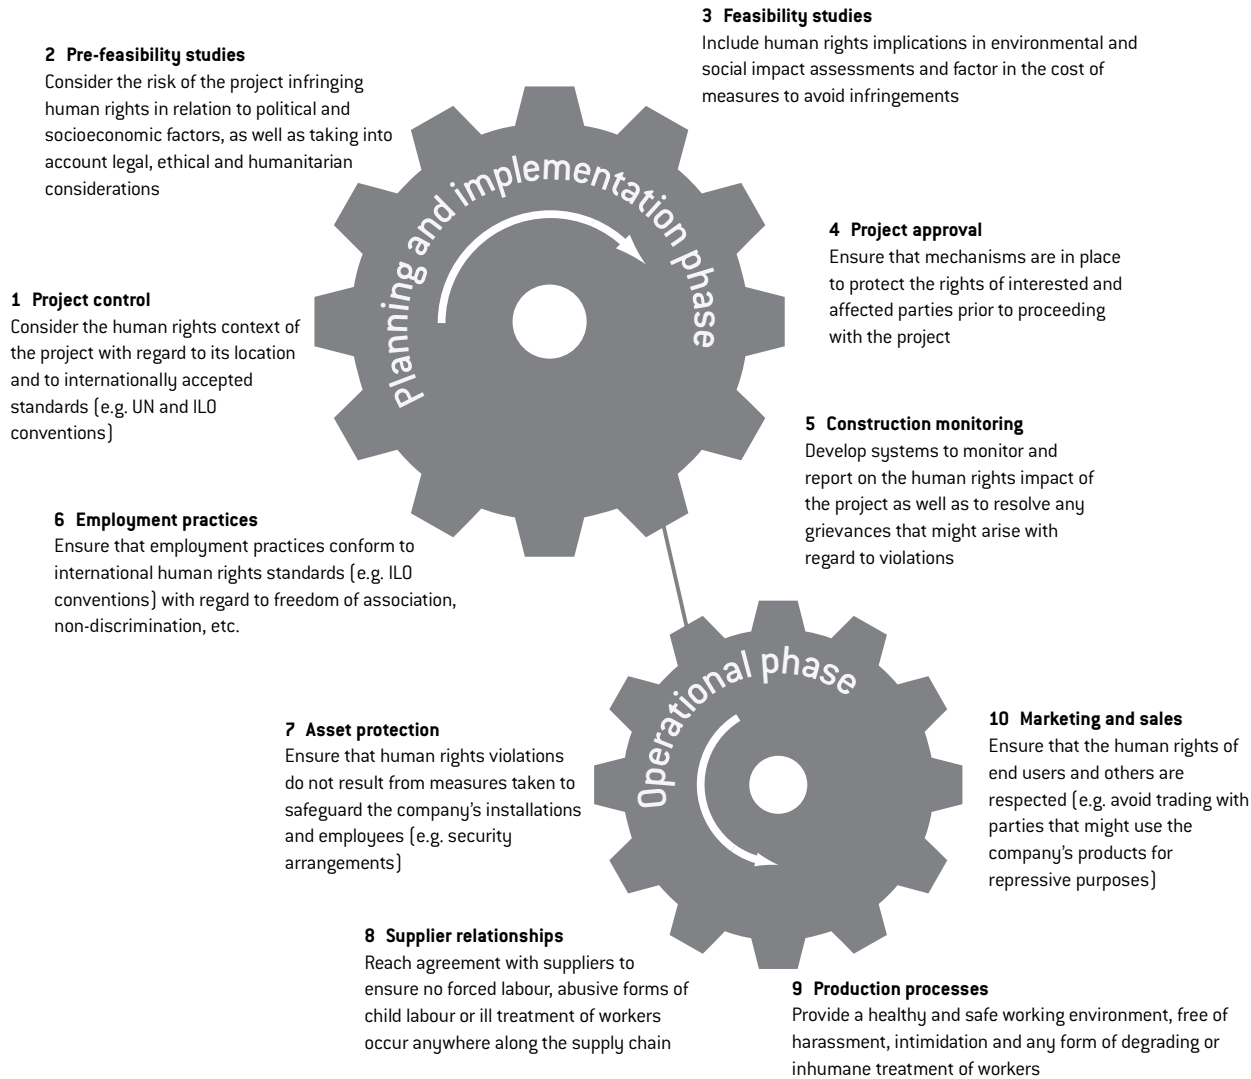 3 Feasibility studies
Include human rights implications in environmental and
social impact assessments and factor in the cost of
measures to avoid infringements
2 Pre-feasibility studies
Consider the risk of the project infringing
human rights in relation to political and
socioeconomic factors, as well as taking into
account legal, ethical and humanitarian
considerations
Planning and implementation phase
4 Project approval
Ensure that mechanisms are in place
to protect the rights of interested and
affected parties prior to proceeding
with the project
1 Project control
Consider the human rights context of
the project with regard to its location
and to internationally accepted
standards (e.g. UN and ILO
conventions)
5 Construction monitoring
Develop systems to monitor and
report on the human rights impact of
the project as well as to resolve any
grievances that might arise with
regard to violations
6 Employment practices
Ensure that employment practices conform to
international human rights standards (e.g. ILO
conventions) with regard to freedom of association,
non-discrimination, etc.
Operational phase
7 Asset protection
Ensure that human rights violations
do not result from measures taken to
safeguard the company's installations
and employees (e.g. security
arrangements)
10 Marketing and sales
Ensure that the human rights of
end users and others are
respected (e.g. avoid trading with
parties that might use the
company's products for
repressive purposes)
8 Supplier relationships
Reach agreement with suppliers to
ensure no forced labour, abusive forms of
child labour or ill treatment of workers
occur anywhere along the supply chain
9 Production processes
Provide a healthy and safe working environment, free of
harassment, intimidation and any form of degrading or
inhumane treatment of workers